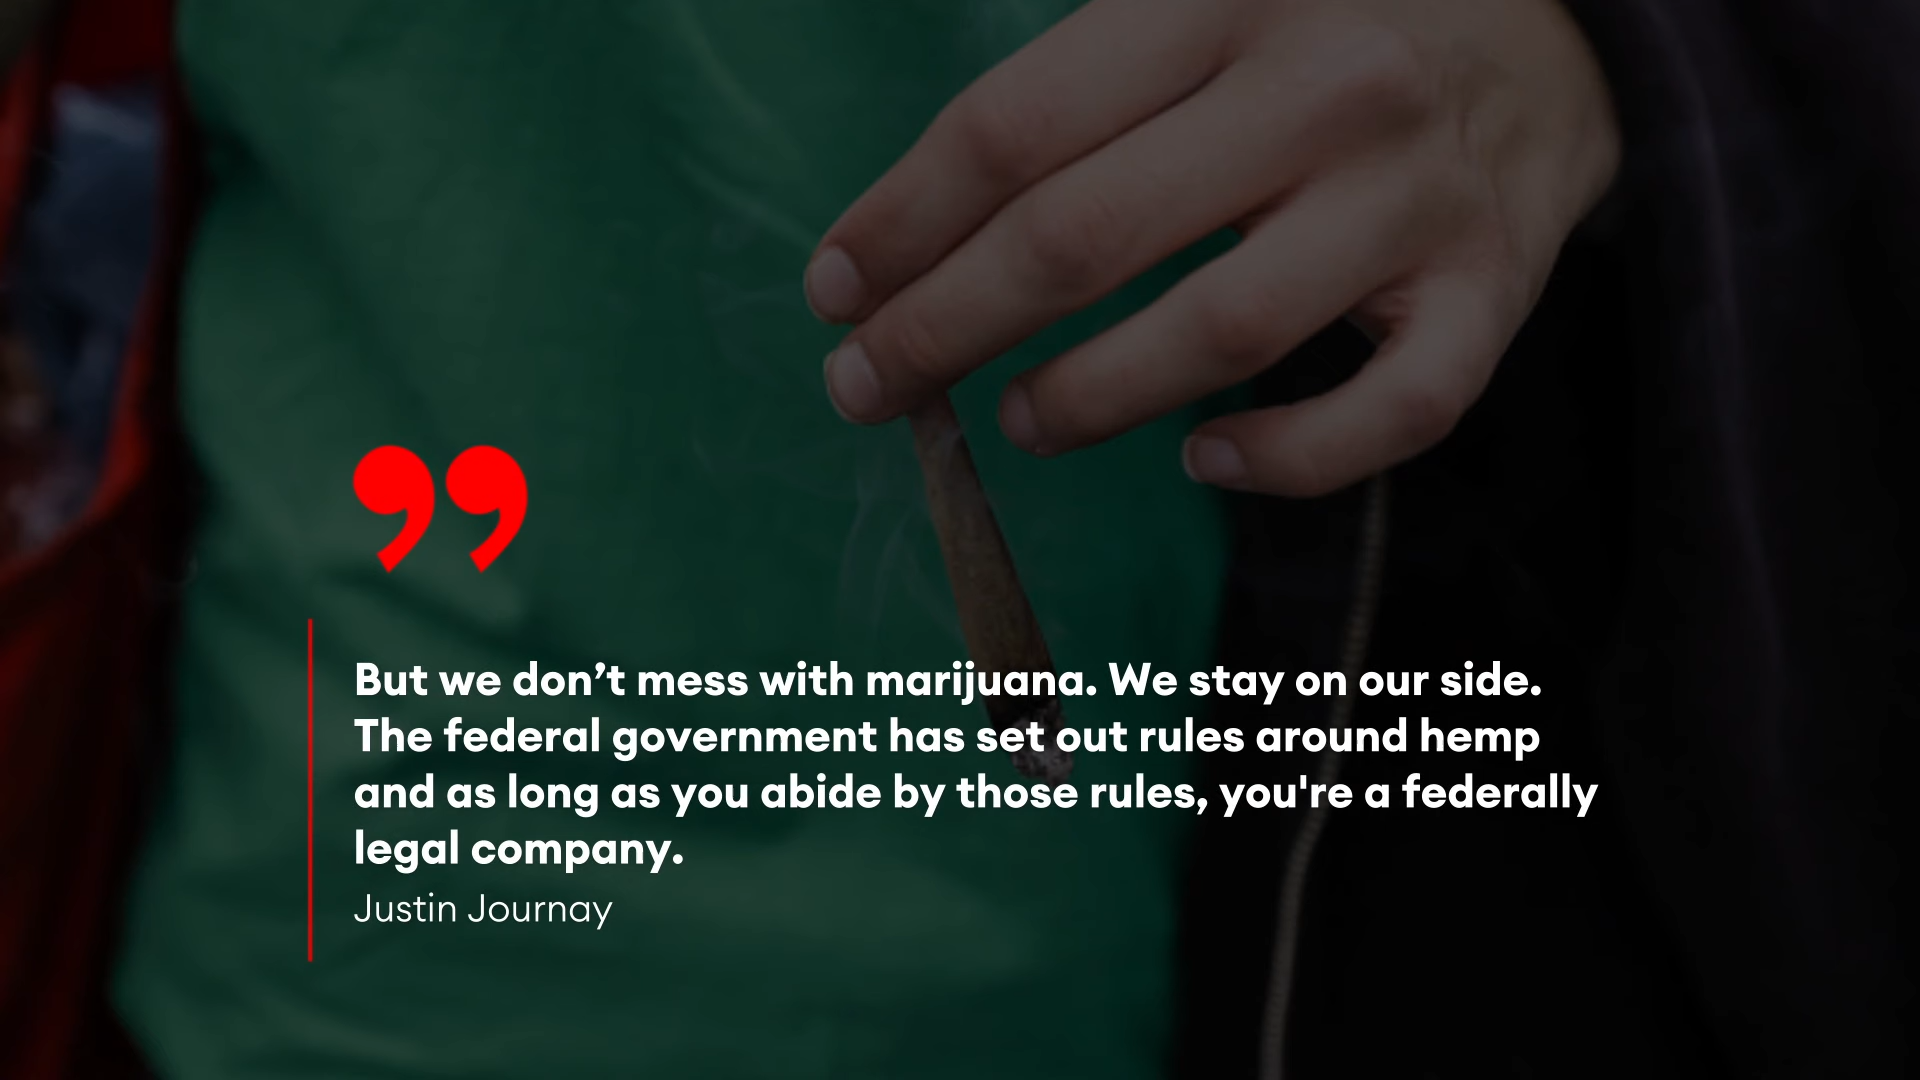 But we don’t mess with marijuana. We stay on our side.
The federal government has set out rules around hemp
and as long as you abide by those rules, you're a federally
legal company.
Justin Journay